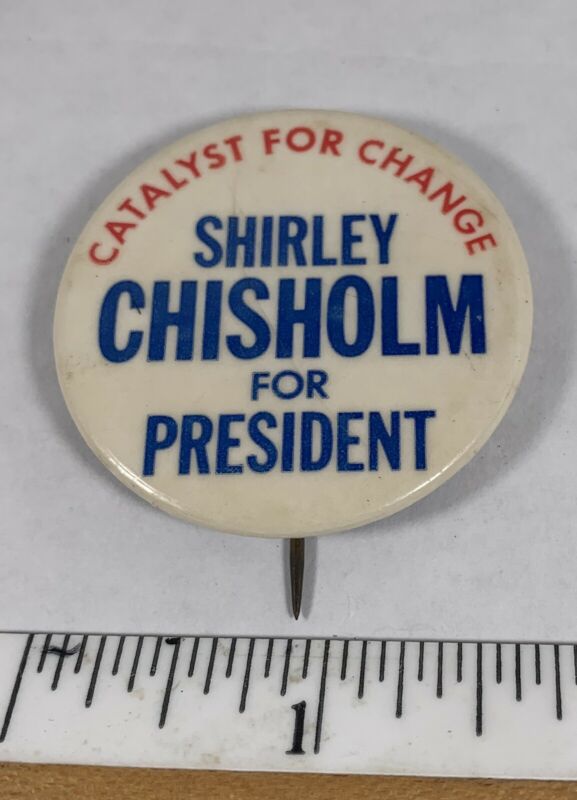 CATALYST FOR CHANGE
SHIRLEY
CHISHOLM
FOR
PRESIDENT
1